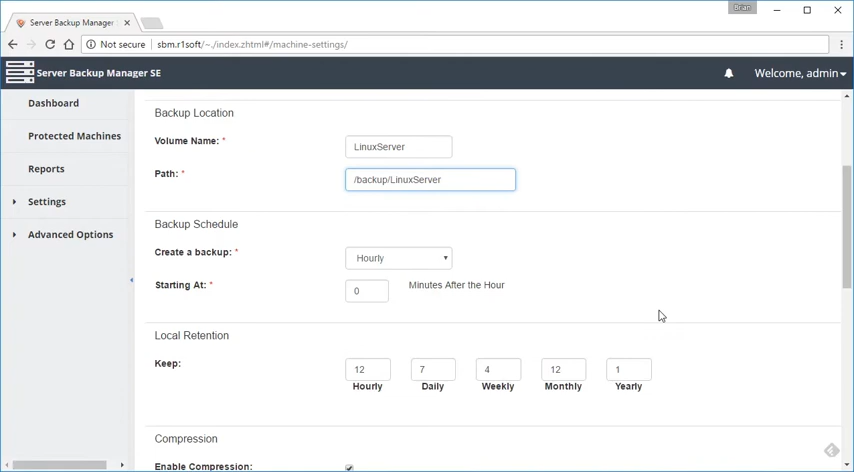 Brian
Server Backup Manager
Not secure
sbm.r1soft/~./index.zhtml#/machine-settings/
Server Backup Manager SE
Welcome, admin
Dashboard
Protected Machines
Reports
Settings
Advanced Options
Backup Location
Volume Name: *
LinuxServer
Path: *
/backup/LinuxServer
Backup Schedule
Create a backup: *
Hourly
Starting At: *
0
Minutes After the Hour
Local Retention
Keep:
12 7 4 12 1
Hourly Daily Weekly Monthly Yearly
Compression
Enable Compression: